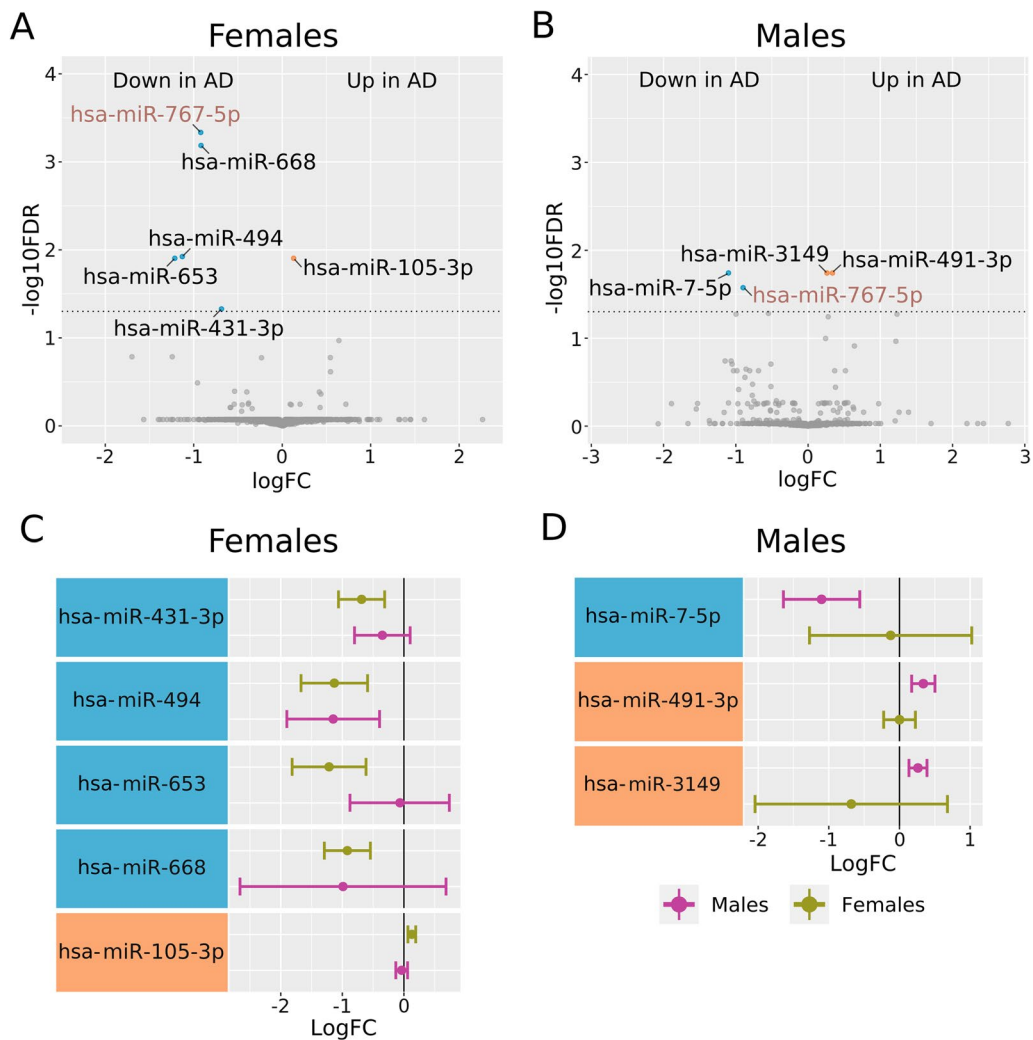 A
Females
Down in AD
Up in AD
hsa-miR-767-5p
hsa-miR-668
hsa-miR-494
hsa-miR-653
hsa-miR-105-3p
hsa-miR-431-3p
-log10FDR
4
3
2
1
0
-2
-1
0
1
2
logFC
B
Males
Down in AD
Up in AD
hsa-miR-3149
hsa-miR-491-3p
hsa-miR-7-5p
hsa-miR-767-5p
-log10FDR
4
3
2
1
0
-3
-2
-1
0
1
2
3
logFC
C
Females
hsa-miR-431-3p
hsa-miR-494
hsa-miR-653
hsa-miR-668
hsa-miR-105-3p
-2
-1
0
LogFC
D
Males
hsa-miR-7-5p
hsa-miR-491-3p
hsa-miR-3149
-2
-1
0
1
LogFC
Males
Females